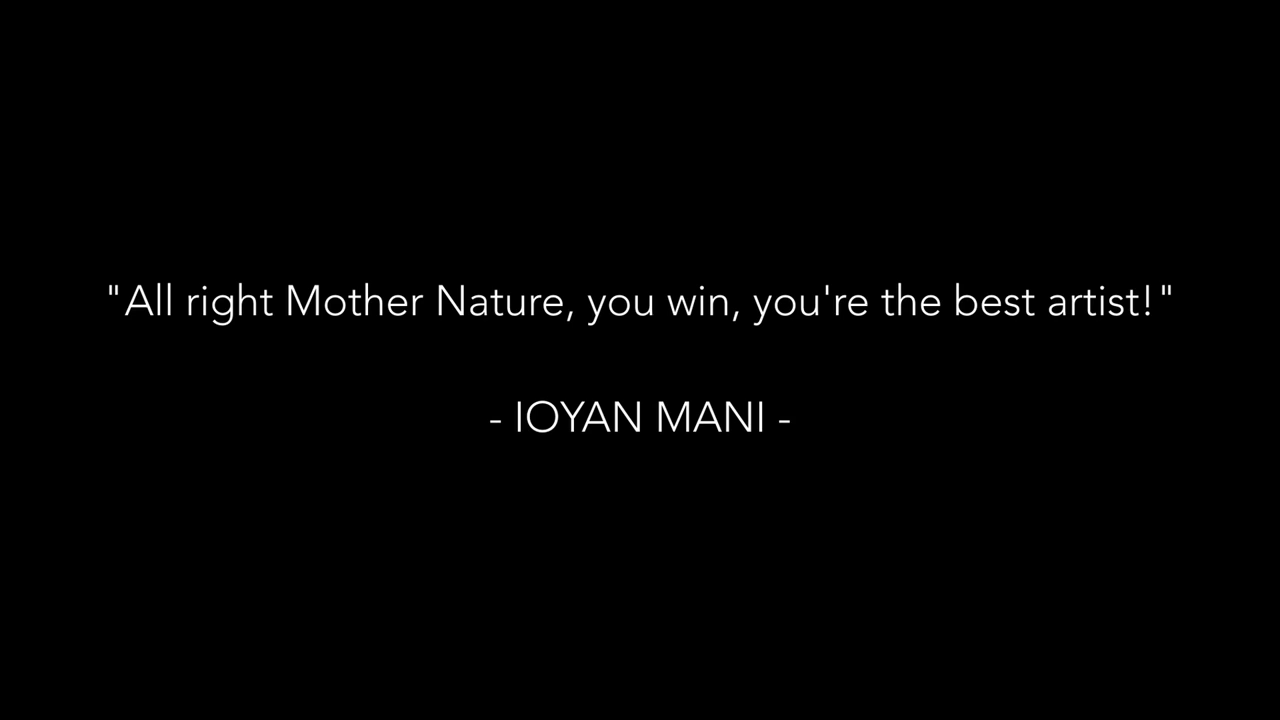 "All right Mother Nature, you win, you're the best artist!"
- IOYAN MANI -